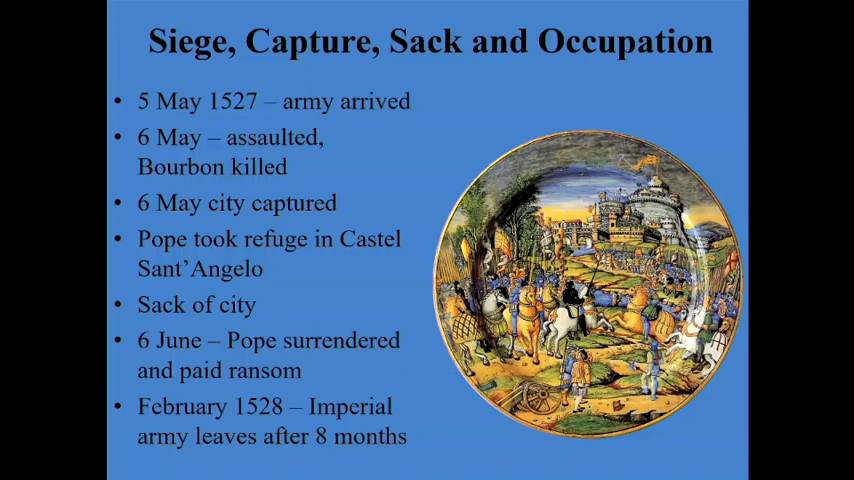 Siege, Capture, Sack and Occupation
• 5 May 1527 – army arrived
• 6 May – assaulted,
Bourbon killed
• 6 May city captured
• Pope took refuge in Castel
Sant’Angelo
• Sack of city
• 6 June – Pope surrendered
and paid ransom
• February 1528 – Imperial
army leaves after 8 months